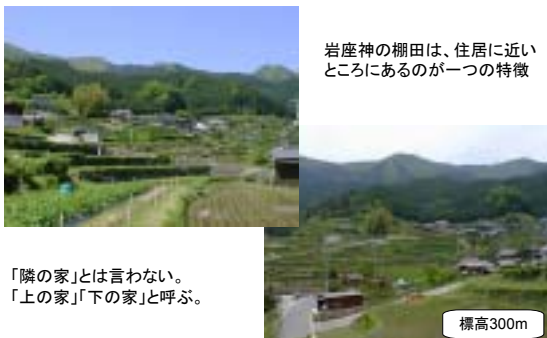 岩座神の棚田は、住居に近い
ところにあるのが一つの特徴
「隣の家」とは言わない。
「上の家」「下の家」と呼ぶ。
標高300m